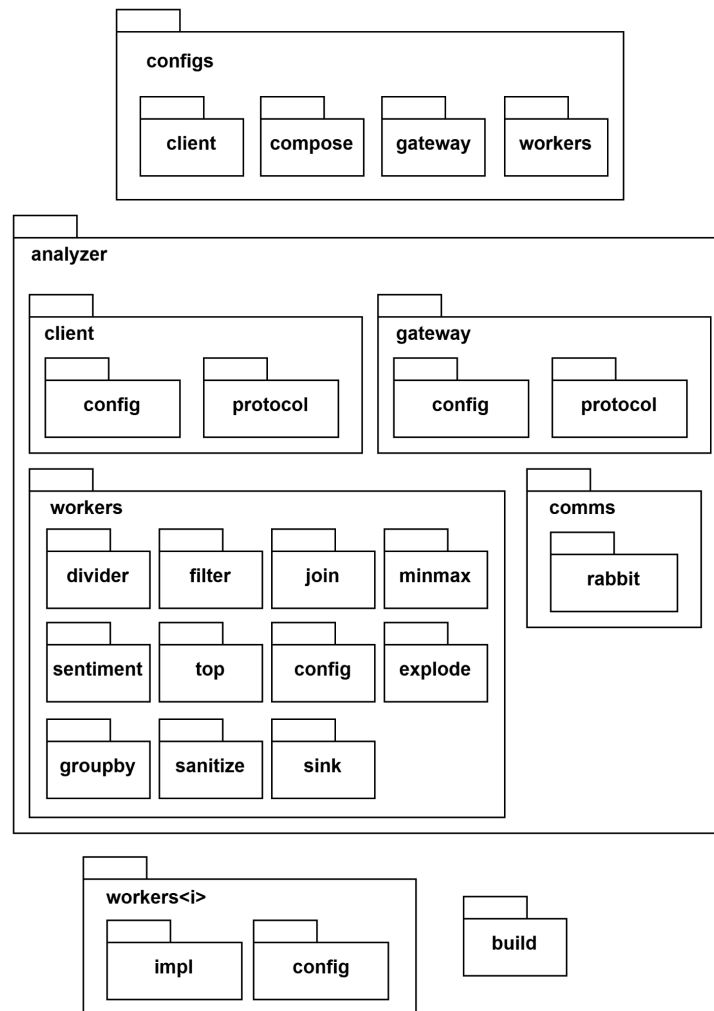 configs
client compose gateway workers
analyzer
client gateway
config protocol config protocol
workers comms
divider filter join minmax rabbit
sentiment top config explode
groupby sanitize sink
workers<i>
impl config build